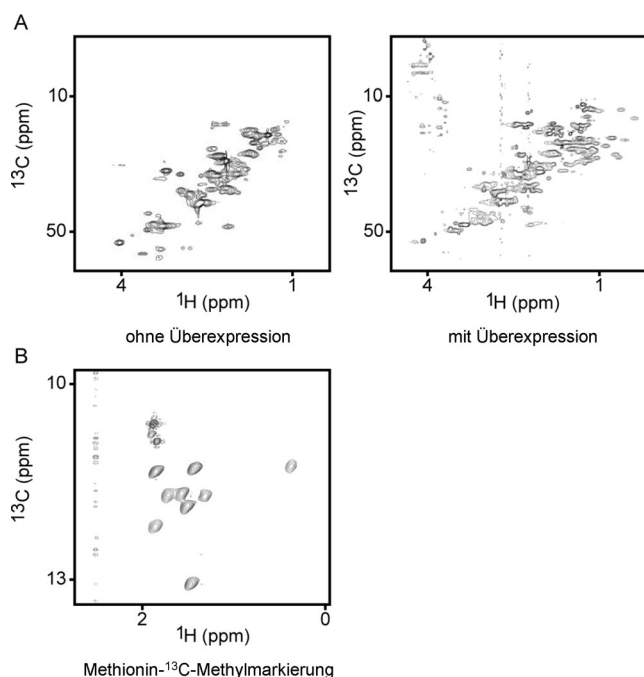 A
10
50
¹³C (ppm)
4
1
¹H (ppm)
ohne Überexpression
10
50
¹³C (ppm)
4
1
¹H (ppm)
mit Überexpression
B
10
13
¹³C (ppm)
2
0
¹H (ppm)
Methionin-¹³C-Methylmarkierung